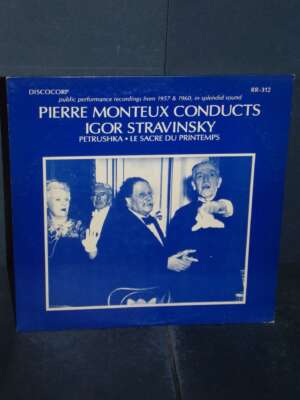 DISCOCORP RR-312
public performance recordings from 1957 & 1960, in splendid sound
PIERRE MONTEUX CONDUCTS
IGOR STRAVINSKY
PETRUSHKA • LE SACRE DU PRINTEMPS